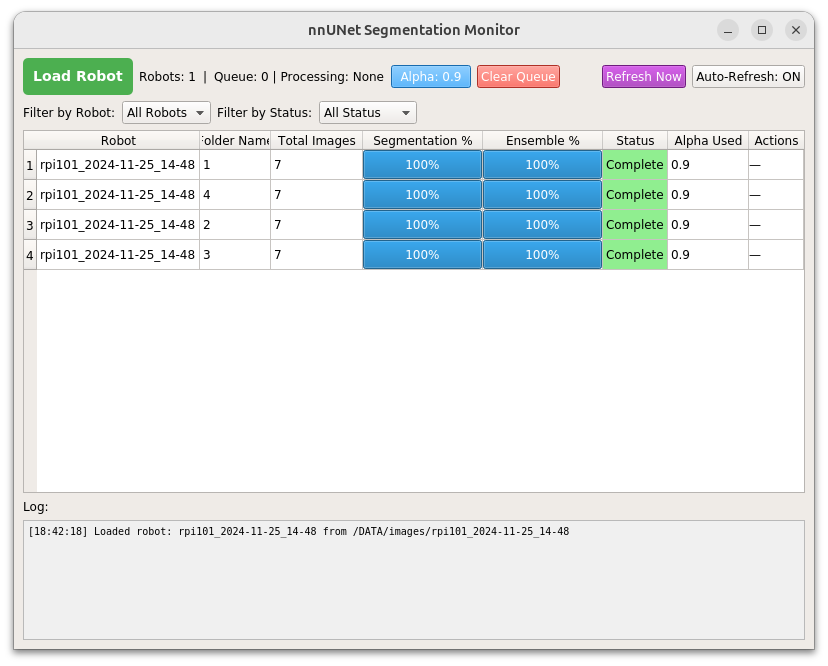 nnUNet Segmentation Monitor
Load Robot Robots: 1 | Queue: 0 | Processing: None Alpha: 0.9 Clear Queue Refresh Now Auto-Refresh: ON
Filter by Robot: All Robots Filter by Status: All Status
Robot older Name Total Images Segmentation % Ensemble % Status Alpha Used Actions
1 rpi101_2024-11-25_14-48 1 7 100% 100% Complete 0.9 —
2 rpi101_2024-11-25_14-48 4 7 100% 100% Complete 0.9 —
3 rpi101_2024-11-25_14-48 2 7 100% 100% Complete 0.9 —
4 rpi101_2024-11-25_14-48 3 7 100% 100% Complete 0.9 —
Log:
[18:42:18] Loaded robot: rpi101_2024-11-25_14-48 from /DATA/images/rpi101_2024-11-25_14-48